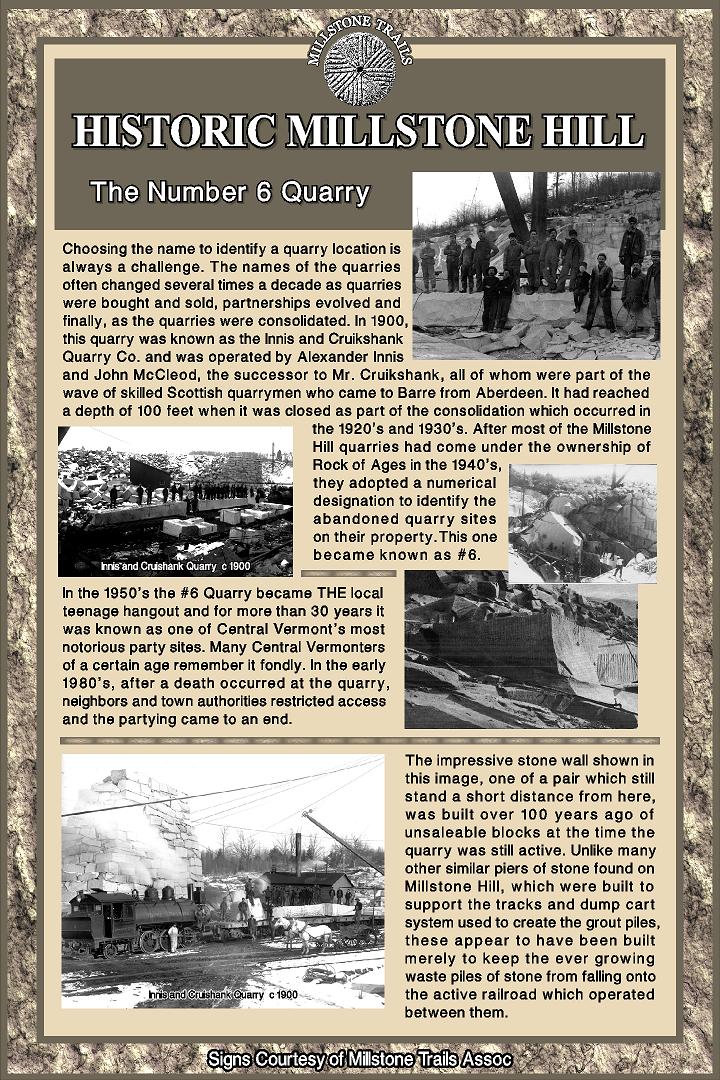 MILLSTONE TRAILS
HISTORIC MILLSTONE HILL
The Number 6 Quarry
Choosing the name to identify a quarry location is
always a challenge. The names of the quarries
often changed several times a decade as quarries
were bought and sold, partnerships evolved and
finally, as the quarries were consolidated. In 1900,
this quarry was known as the Innis and Cruikshank
Quarry Co. and was operated by Alexander Innis
and John McCleod, the successor to Mr. Cruikshank, all of whom were part of the
wave of skilled Scottish quarrymen who came to Barre from Aberdeen. It had reached
a depth of 100 feet when it was closed as part of the consolidation which occurred in
the 1920's and 1930's. After most of the Millstone
Hill quarries had come under the ownership of
Rock of Ages in the 1940's,
they adopted a numerical
designation to identify the
abandoned quarry sites
on their property. This one
became known as #6.
Innis and Cruishank Quarry c 1900
In the 1950's the #6 Quarry became THE local
teenage hangout and for more than 30 years it
was known as one of Central Vermont's most
notorious party sites. Many Central Vermonters
of a certain age remember it fondly. In the early
1980's, after a death occurred at the quarry,
neighbors and town authorities restricted access
and the partying came to an end.
The impressive stone wall shown in
this image, one of a pair which still
stand a short distance from here,
was built over 100 years ago of
unsaleable blocks at the time the
quarry was still active. Unlike many
other similar piers of stone found on
Millstone Hill, which were built to
support the tracks and dump cart
system used to create the grout piles,
these appear to have been built
merely to keep the ever growing
waste piles of stone from falling onto
the active railroad which operated
between them.
Innis and Cruishank Quarry c 1900
Signs Courtesy of Millstone Trails Assoc